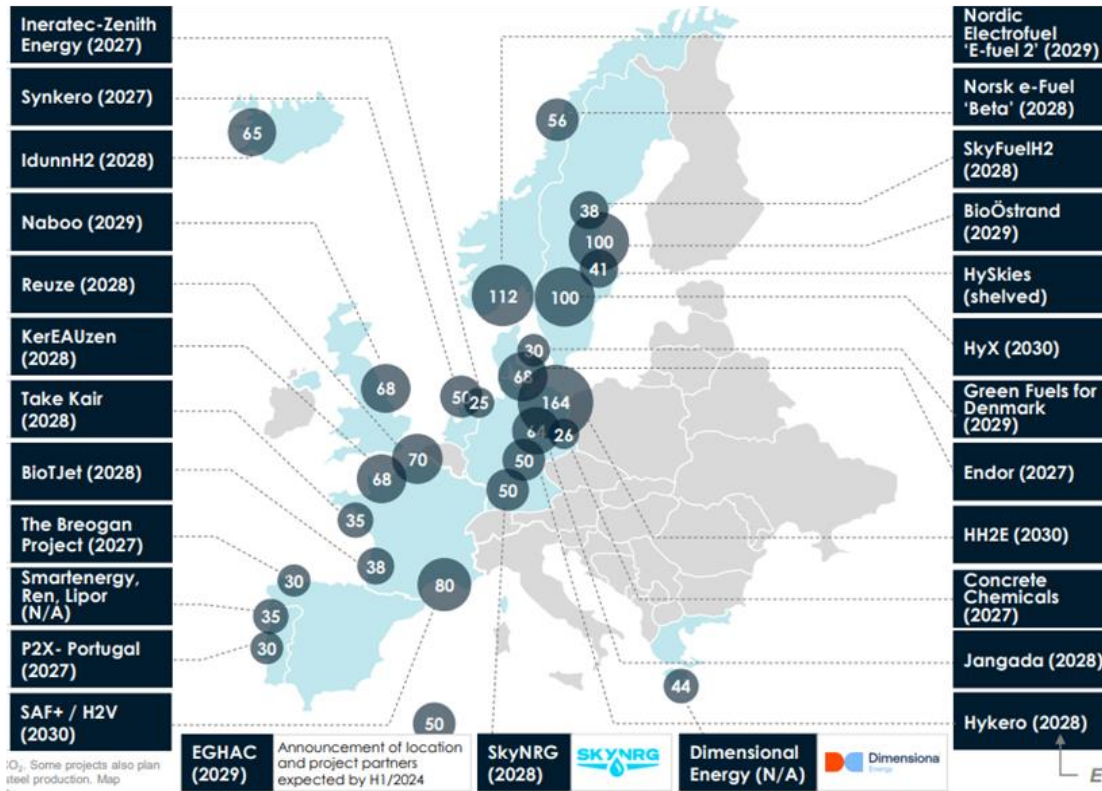 Ineratec-Zenith
Energy (2027)
Synkero (2027)
IdunnH2 (2028)
Naboo (2029)
Reuze (2028)
KerEAUzen
(2028)
Take Kair
(2028)
BioTJet (2028)
The Breogan
Project (2027)
Smartenergy,
Ren, Lipor
(N/A)
P2X- Portugal
(2027)
SAF+ / H2V
(2030)
CO₂. Some projects also plan
steel production. Map
65
56
38
100
41
112
100
30
68
164
64
26
50
50
50
25
68
70
68
35
38
80
30
35
30
44
50
EGHAC
(2029)
Announcement of location
and project partners
expected by H1/2024
SkyNRG
(2028)
SKYNRG
Dimensional
Energy (N/A)
Dimensiona
Energy
Nordic
Electrofuel
'E-fuel 2' (2029)
Norsk e-Fuel
'Beta' (2028)
SkyFuelH2
(2028)
BioÖstrand
(2029)
HySkies
(shelved)
HyX (2030)
Green Fuels for
Denmark
(2029)
Endor (2027)
HH2E (2030)
Concrete
Chemicals
(2027)
Jangada (2028)
Hykero (2028)
E